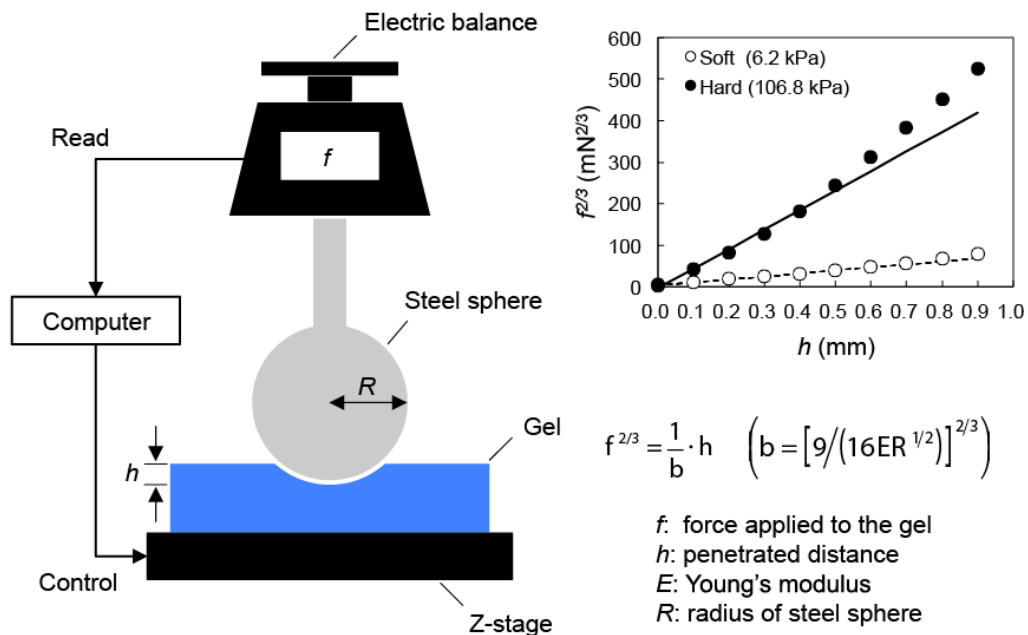 Electric balance
Read
f
Computer
Steel sphere
R
Gel
h
Control
Z-stage
600
500
400
300
200
100
0
f2/3 (mN2/3)
Soft (6.2 kPa)
Hard (106.8 kPa)
0.0 0.1 0.2 0.3 0.4 0.5 0.6 0.7 0.8 0.9 1.0
h (mm)
f 2/3 = 1/b · h (b = [9/(16ER 1/2)]2/3)
f: force applied to the gel
h: penetrated distance
E: Young's modulus
R: radius of steel sphere